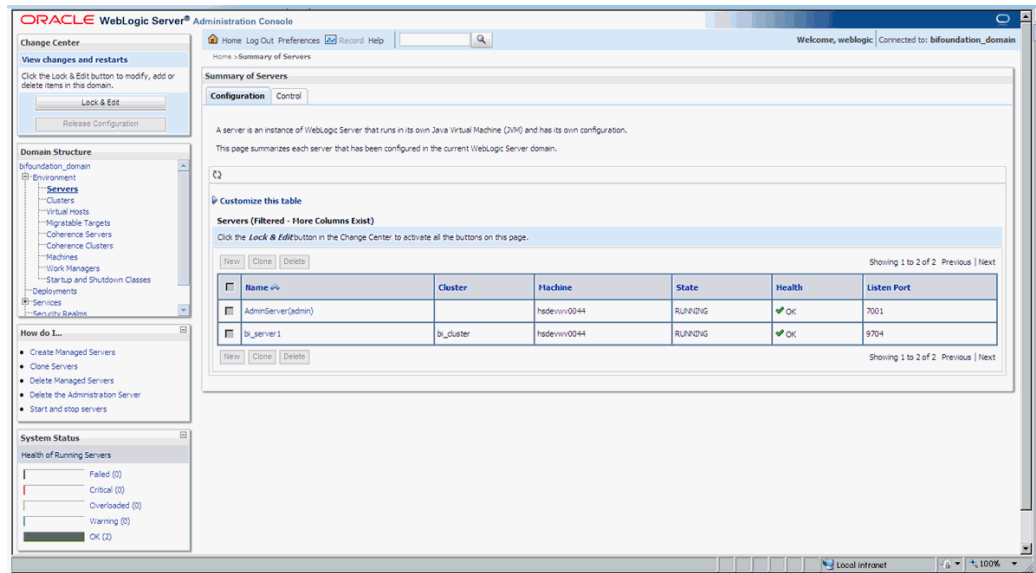 ORACLE WebLogic Server® Administration Console
Change Center
View changes and restarts
Click the Lock & Edit button to modify, add or
delete items in this domain.
Lock & Edit
Release Configuration
Domain Structure
bifoundation_domain
Environment
Servers
Clusters
Virtual Hosts
Migratable Targets
Coherence Servers
Coherence Clusters
Machines
Work Managers
Startup and Shutdown Classes
Deployments
Services
Security Realms
How do I...
Create Managed Servers
Clone Servers
Delete Managed Servers
Delete the Administration Server
Start and stop servers
System Status
Health of Running Servers
Failed (0)
Critical (0)
Overloaded (0)
Warning (0)
OK (2)
Home Log Out Preferences Record Help
Welcome, weblogic Connected to: bifoundation_domain
Home >Summary of Servers
Summary of Servers
Configuration Control
A server is an instance of WebLogic Server that runs in its own Java Virtual Machine (JVM) and has its own configuration.
This page summarizes each server that has been configured in the current WebLogic Server domain.
Customize this table
Servers (Filtered - More Columns Exist)
Click the Lock & Edit button in the Change Center to activate all the buttons on this page.
New Clone Delete Showing 1 to 2 of 2 Previous | Next
Name Cluster Machine State Health Listen Port
AdminServer(admin) hsdevwv0044 RUNNING OK 7001
bi_server1 bi_cluster hsdevwv0044 RUNNING OK 9704
New Clone Delete Showing 1 to 2 of 2 Previous | Next
Local intranet 100%